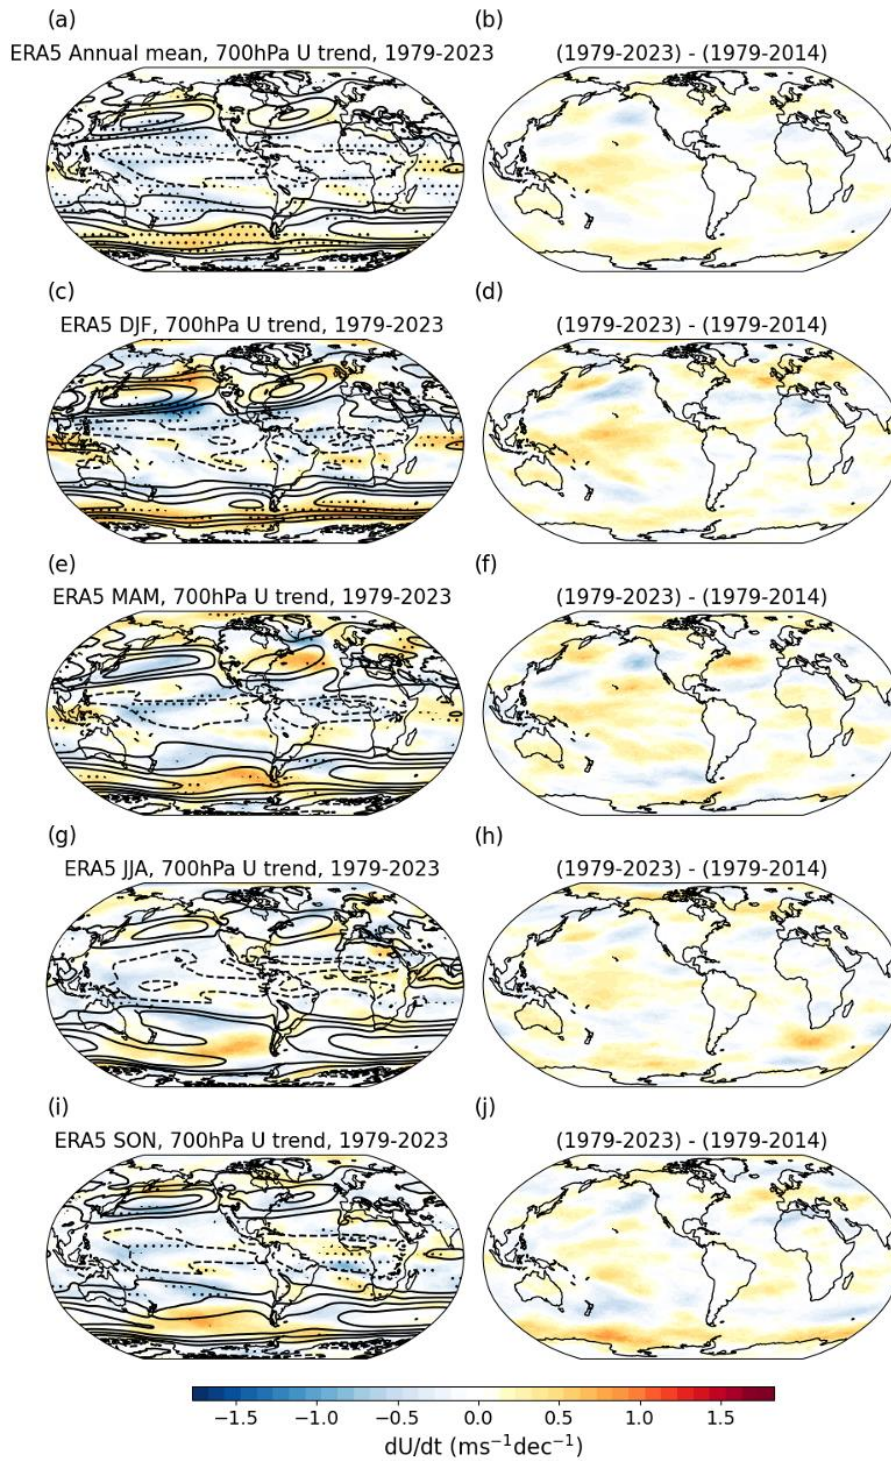 (a)
ERA5 Annual mean, 700hPa U trend, 1979-2023
(b)
(1979-2023) - (1979-2014)
(c)
ERA5 DJF, 700hPa U trend, 1979-2023
(d)
(1979-2023) - (1979-2014)
(e)
ERA5 MAM, 700hPa U trend, 1979-2023
(f)
(1979-2023) - (1979-2014)
(g)
ERA5 JJA, 700hPa U trend, 1979-2023
(h)
(1979-2023) - (1979-2014)
(i)
ERA5 SON, 700hPa U trend, 1979-2023
(j)
(1979-2023) - (1979-2014)
−1.5 −1.0 −0.5 0.0 0.5 1.0 1.5
dU/dt (ms⁻¹dec⁻¹)